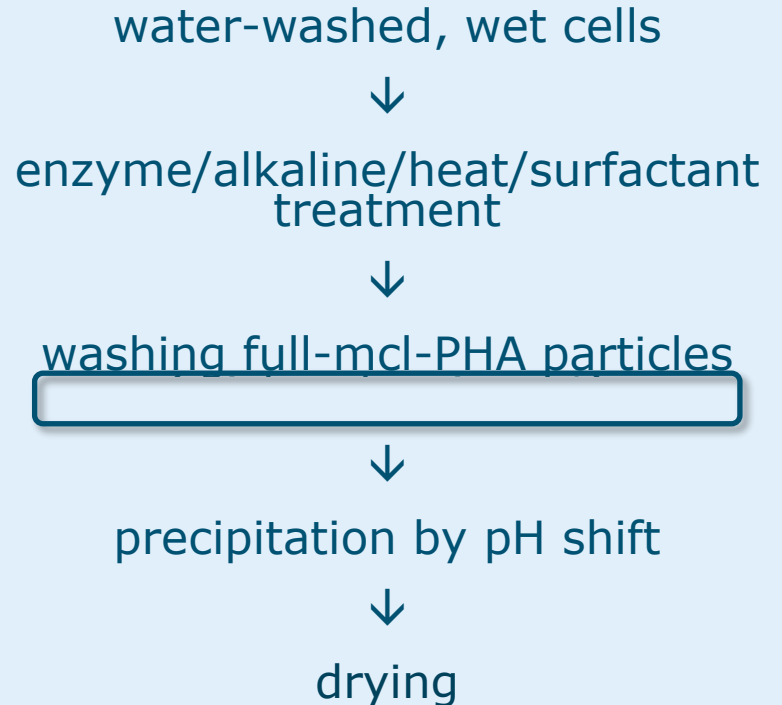 water-washed, wet cells
↓
enzyme/alkaline/heat/surfactant
treatment
↓
washing full-mcl-PHA particles
↓
precipitation by pH shift
↓
drying